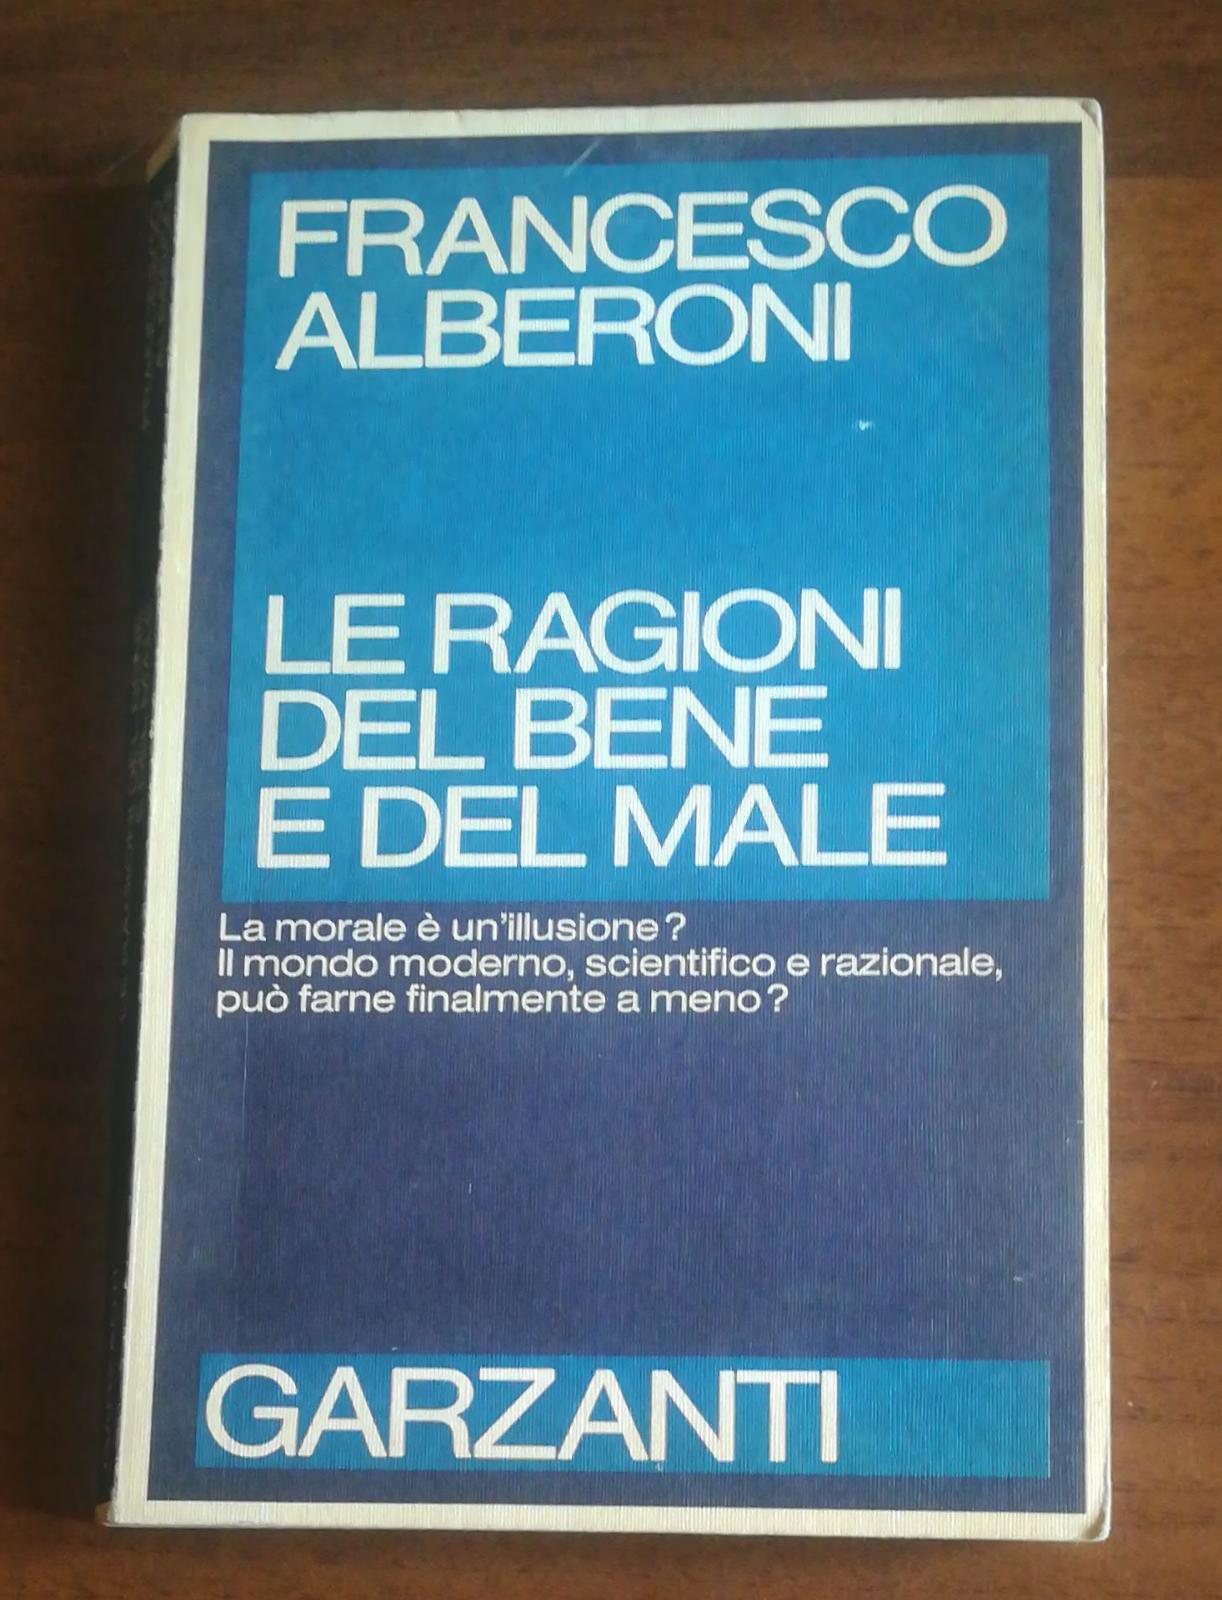 FRANCESCO
ALBERONI
LE RAGIONI
DEL BENE
E DEL MALE
La morale è un'illusione?
Il mondo moderno, scientifico e razionale,
può farne finalmente a meno?
GARZANTI